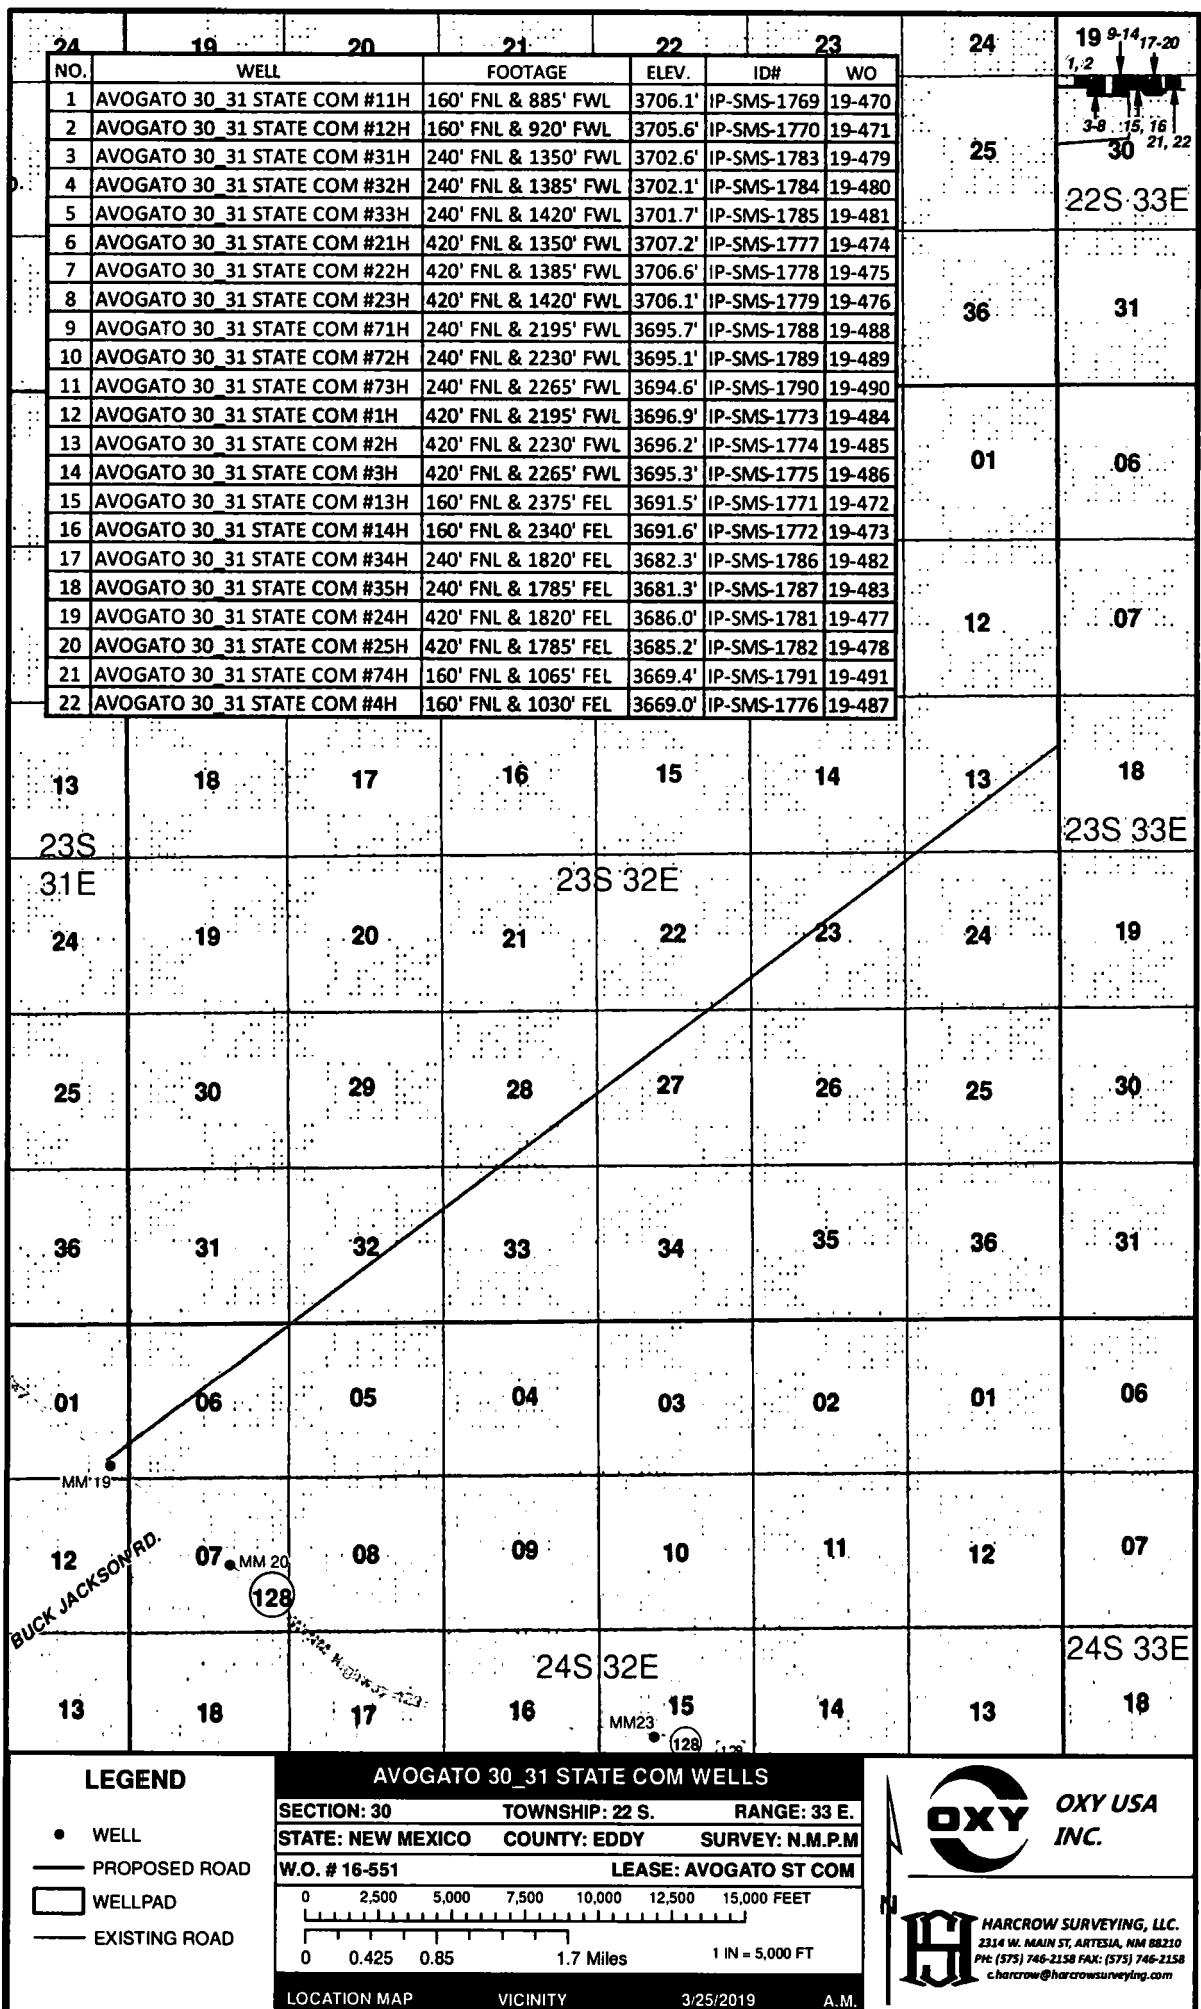 24 19 20 21 22 23 24 19 9-14 17-20
1, 2
3-8 15, 16 21, 22
NO. WELL FOOTAGE ELEV. ID# WO
1 AVOGATO 30_31 STATE COM #11H 160' FNL & 885' FWL 3706.1' IP-SMS-1769 19-470
2 AVOGATO 30_31 STATE COM #12H 160' FNL & 920' FWL 3705.6' IP-SMS-1770 19-471
3 AVOGATO 30_31 STATE COM #31H 240' FNL & 1350' FWL 3702.6' IP-SMS-1783 19-479
4 AVOGATO 30_31 STATE COM #32H 240' FNL & 1385' FWL 3702.1' IP-SMS-1784 19-480
5 AVOGATO 30_31 STATE COM #33H 240' FNL & 1420' FWL 3701.7' IP-SMS-1785 19-481
6 AVOGATO 30_31 STATE COM #21H 420' FNL & 1350' FWL 3707.2' IP-SMS-1777 19-474
7 AVOGATO 30_31 STATE COM #22H 420' FNL & 1385' FWL 3706.6' IP-SMS-1778 19-475
8 AVOGATO 30_31 STATE COM #23H 420' FNL & 1420' FWL 3706.1' IP-SMS-1779 19-476
9 AVOGATO 30_31 STATE COM #71H 240' FNL & 2195' FWL 3695.7' IP-SMS-1788 19-488
10 AVOGATO 30_31 STATE COM #72H 240' FNL & 2230' FWL 3695.1' IP-SMS-1789 19-489
11 AVOGATO 30_31 STATE COM #73H 240' FNL & 2265' FWL 3694.6' IP-SMS-1790 19-490
12 AVOGATO 30_31 STATE COM #1H 420' FNL & 2195' FWL 3696.9' IP-SMS-1773 19-484
13 AVOGATO 30_31 STATE COM #2H 420' FNL & 2230' FWL 3696.2' IP-SMS-1774 19-485
14 AVOGATO 30_31 STATE COM #3H 420' FNL & 2265' FWL 3695.3' IP-SMS-1775 19-486
15 AVOGATO 30_31 STATE COM #13H 160' FNL & 2375' FEL 3691.5' IP-SMS-1771 19-472
16 AVOGATO 30_31 STATE COM #14H 160' FNL & 2340' FEL 3691.6' IP-SMS-1772 19-473
17 AVOGATO 30_31 STATE COM #34H 240' FNL & 1820' FEL 3682.3' IP-SMS-1786 19-482
18 AVOGATO 30_31 STATE COM #35H 240' FNL & 1785' FEL 3681.3' IP-SMS-1787 19-483
19 AVOGATO 30_31 STATE COM #24H 420' FNL & 1820' FEL 3686.0' IP-SMS-1781 19-477
20 AVOGATO 30_31 STATE COM #25H 420' FNL & 1785' FEL 3685.2' IP-SMS-1782 19-478
21 AVOGATO 30_31 STATE COM #74H 160' FNL & 1065' FEL 3669.4' IP-SMS-1791 19-491
22 AVOGATO 30_31 STATE COM #4H 160' FNL & 1030' FEL 3669.0' IP-SMS-1776 19-487
25 30
22S 33E
36 31
01 06
12 07
13 18 17 16 15 14 13 18
23S 31E 23S 32E 23S 33E
24 19 20 21 22 23 24 19
25 30 29 28 27 26 25 30
36 31 32 33 34 35 36 31
01 06 05 04 03 02 01 06
MM 19
12 07 MM 20 08 09 10 11 12 07
BUCK JACKSON RD.
128
24S 32E 24S 33E
13 18 17 16 15 14 13 18
MM23 128
LEGEND
WELL
PROPOSED ROAD
WELLPAD
EXISTING ROAD
AVOGATO 30_31 STATE COM WELLS
SECTION: 30 TOWNSHIP: 22 S. RANGE: 33 E.
STATE: NEW MEXICO COUNTY: EDDY SURVEY: N.M.P.M
W.O. # 16-551 LEASE: AVOGATO ST COM
0 2,500 5,000 7,500 10,000 12,500 15,000 FEET
0 0.425 0.85 1.7 Miles 1 IN = 5,000 FT
LOCATION MAP VICINITY 3/25/2019 A.M.
N
OXY
OXY USA
INC.
HARCROW SURVEYING, LLC.
2314 W. MAIN ST, ARTESIA, NM 88210
PH: (575) 746-2158 FAX: (575) 746-2158
c.harcrow@harcrowsurveying.com